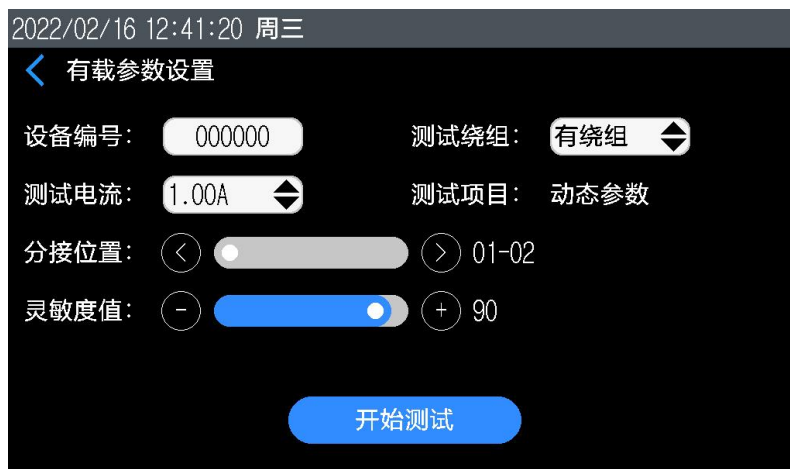 2022/02/16 12:41:20 周三
有载参数设置
设备编号: 000000 测试绕组: 有绕组
测试电流: 1.00A 测试项目: 动态参数
分接位置: < > 01-02
灵敏度值: - + 90
开始测试